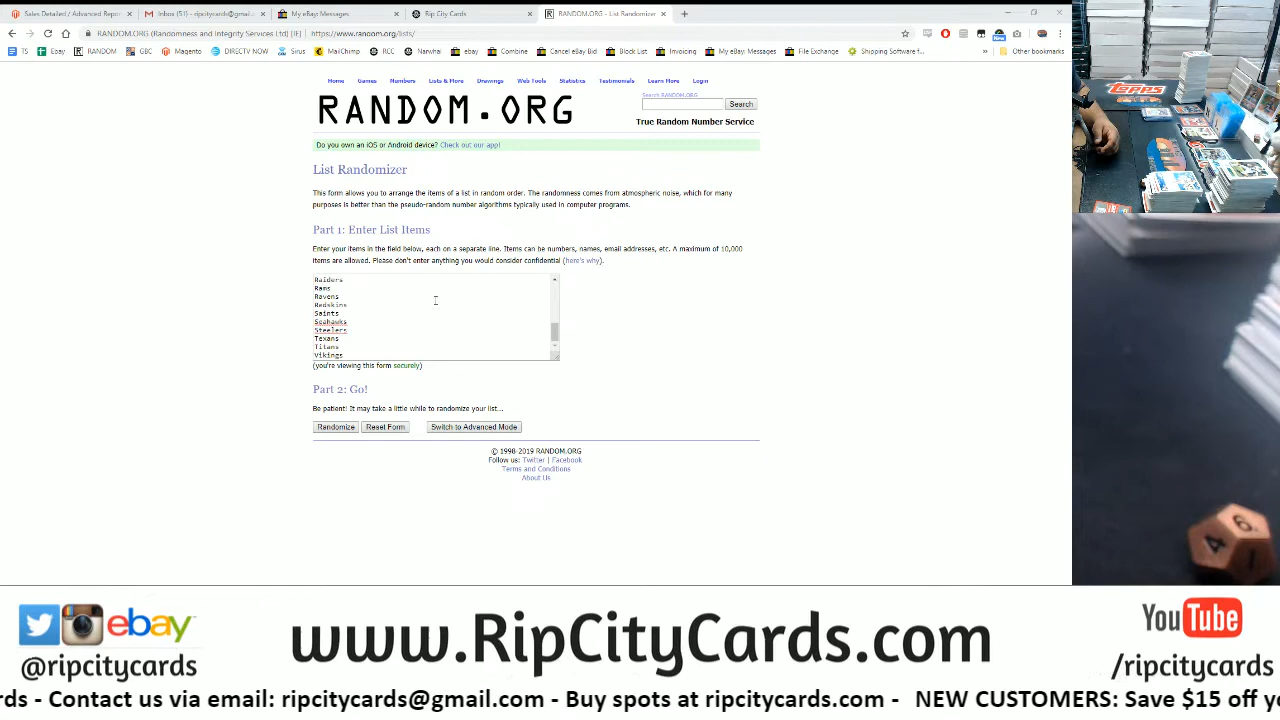 Sales Detailed / Advanced Repor
Inbox (51) - ripcitycards@gmail.
My eBay: Messages
Rip City Cards
RANDOM.ORG - List Randomizer
RANDOM.ORG (Randomness and Integrity Services Ltd) [IE] | https://www.random.org/lists/
TS Ebay RANDOM GBC Magento DIRECTV NOW MailChimp Narwhal ebay Combine Cancel eBay Bid Block List Invoicing My eBay: Messages File Exchange Shipping Software f... » Other bookmarks
Home Games Numbers Lists & More Drawings Web Tools Statistics Testimonials Learn More Login
RANDOM.ORG
Search RANDOM.ORG
Search
True Random Number Service
Do you own an iOS or Android device? Check out our app!
List Randomizer
This form allows you to arrange the items of a list in random order. The randomness comes from atmospheric noise, which for many
purposes is better than the pseudo-random number algorithms typically used in computer programs.
Part 1: Enter List Items
Enter your items in the field below, each on a separate line. Items can be numbers, names, email addresses, etc. A maximum of 10,000
items are allowed. Please don't enter anything you would consider confidential (here's why).
Raiders
Rams
Ravens
Redskins
Saints
Seahawks
Steelers
Texans
Titans
Vikings
(you're viewing this form securely)
Part 2: Go!
Be patient! It may take a little while to randomize your list...
Randomize Reset Form Switch to Advanced Mode
© 1998-2019 RANDOM.ORG
Follow us: Twitter | Facebook
Terms and Conditions
About Us
topps
6
4
1
ebay
@ripcitycards
www.RipCityCards.com
YouTube
/ripcitycards
rds - Contact us via email: ripcitycards@gmail.com - Buy spots at ripcitycards.com - NEW CUSTOMERS: Save $15 off yo